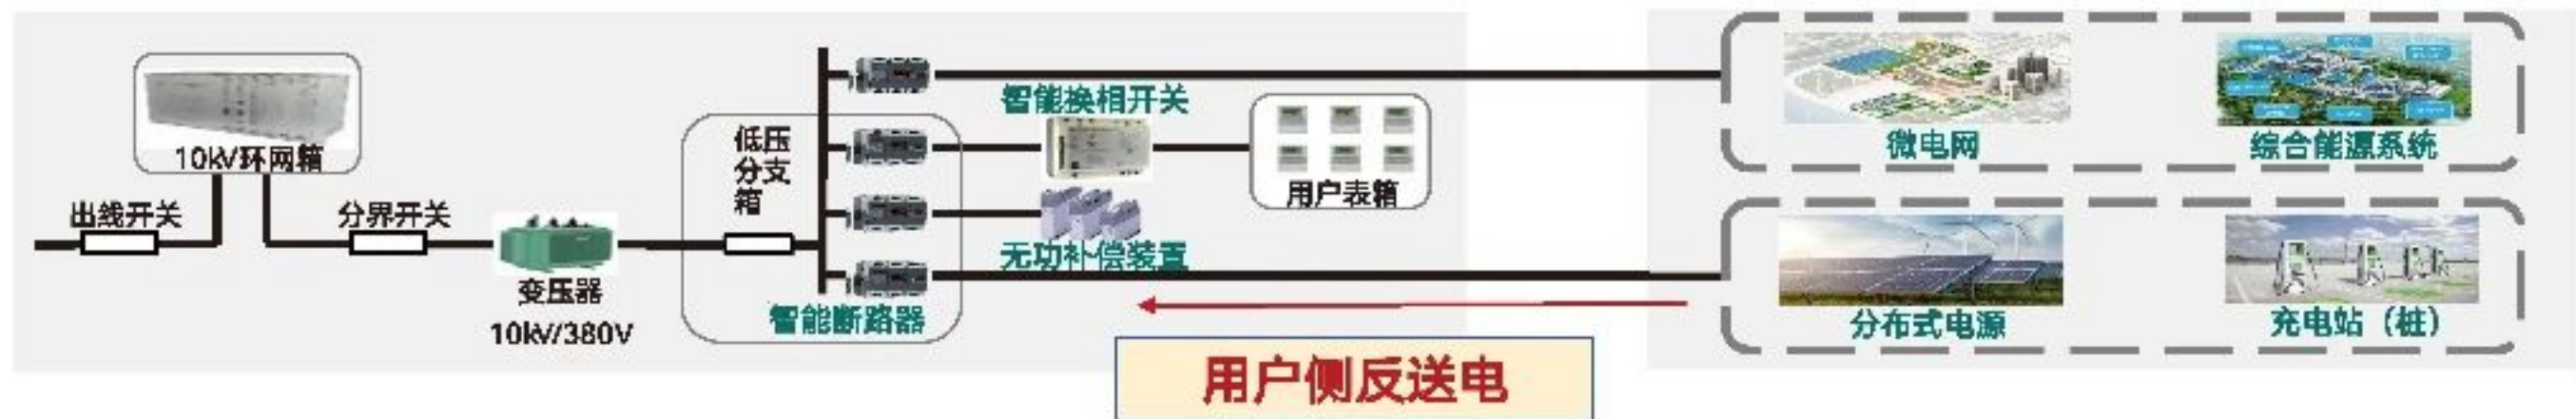 10kV环网箱
出线开关
分界开关
变压器
10kV/380V
低压
分支
箱
智能断路器
智能换相开关
无功补偿装置
用户表箱
用户侧反送电
微电网
综合能源系统
分布式电源
充电站（桩）